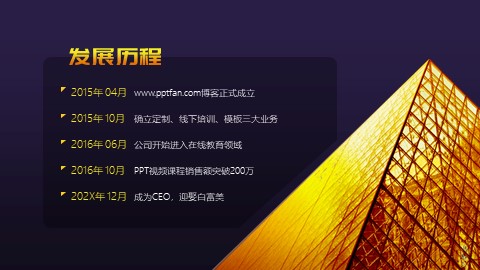 发展历程
2015年04月 www.pptfan.com博客正式成立
2015年10月 确立定制、线下培训、模板三大业务
2016年06月 公司开始进入在线教育领域
2016年10月 PPT视频课程销售额突破200万
202X年12月 成为CEO，迎娶白富美